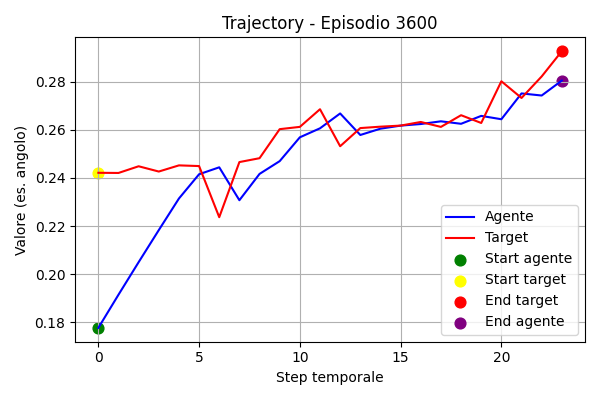 Trajectory - Episodio 3600
Valore (es. angolo)
0.28
0.26
0.24
0.22
0.20
0.18
Agente
Target
Start agente
Start target
End target
End agente
0 5 10 15 20
Step temporale